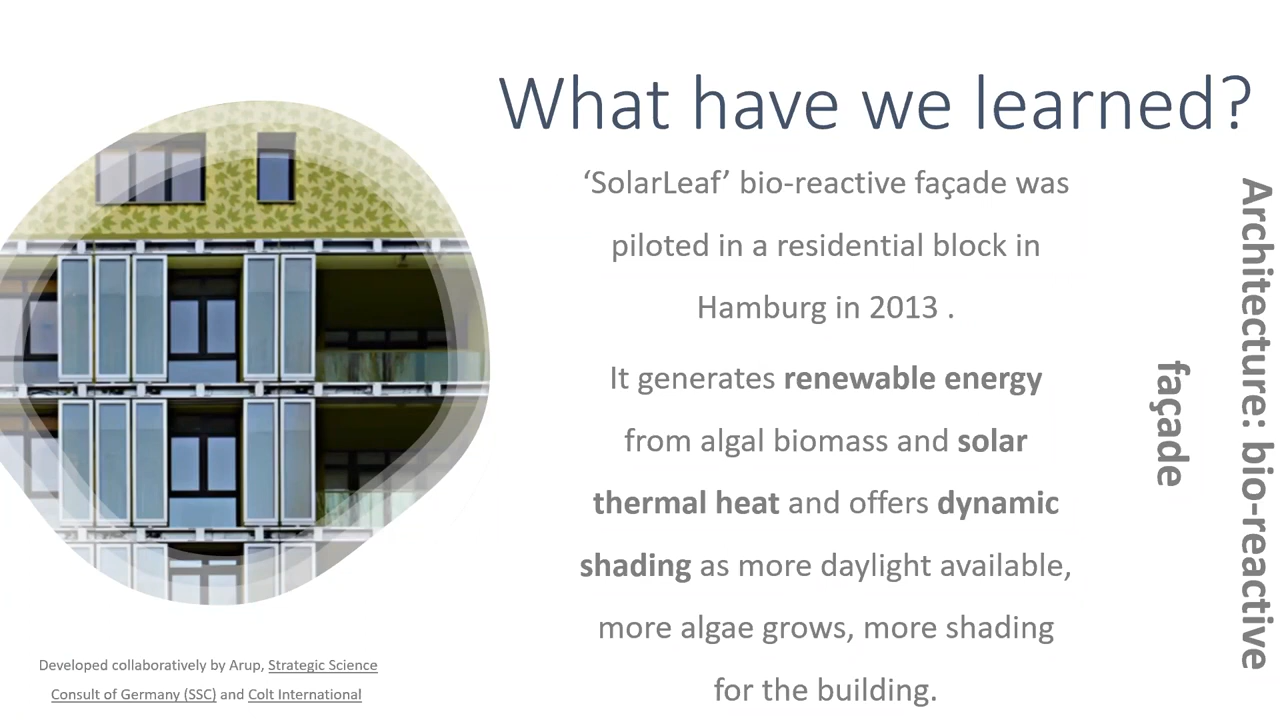 What have we learned?
‘SolarLeaf’ bio-reactive façade was
piloted in a residential block in
Hamburg in 2013 .
It generates renewable energy
from algal biomass and solar
thermal heat and offers dynamic
shading as more daylight available,
more algae grows, more shading
for the building.
Architecture: bio-reactive
façade
Developed collaboratively by Arup, Strategic Science
Consult of Germany (SSC) and Colt International